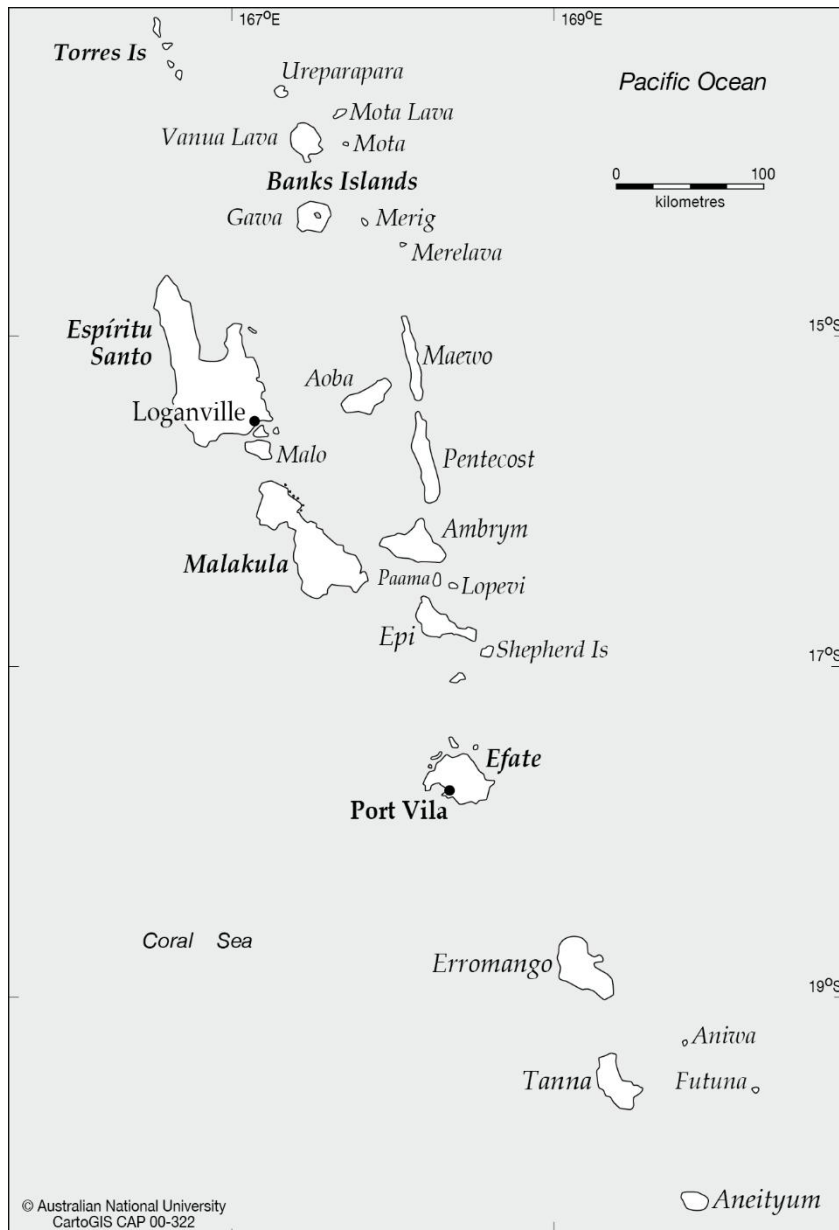 167°E
169°E
Torres Is
Ureparapara
Pacific Ocean
Mota Lava
Vanua Lava
Mota
0
100
kilometres
Banks Islands
Gawa
Merig
Merelava
15°S
Espíritu
Santo
Maewo
Aoba
Loganville
Malo
Pentecost
Ambrym
Malakula
Paama
Lopevi
Epi
Shepherd Is
17°S
Efate
Port Vila
Coral Sea
Erromango
19°S
Aniwa
Tanna
Futuna
© Australian National University
CartoGIS CAP 00-322
Aneityum